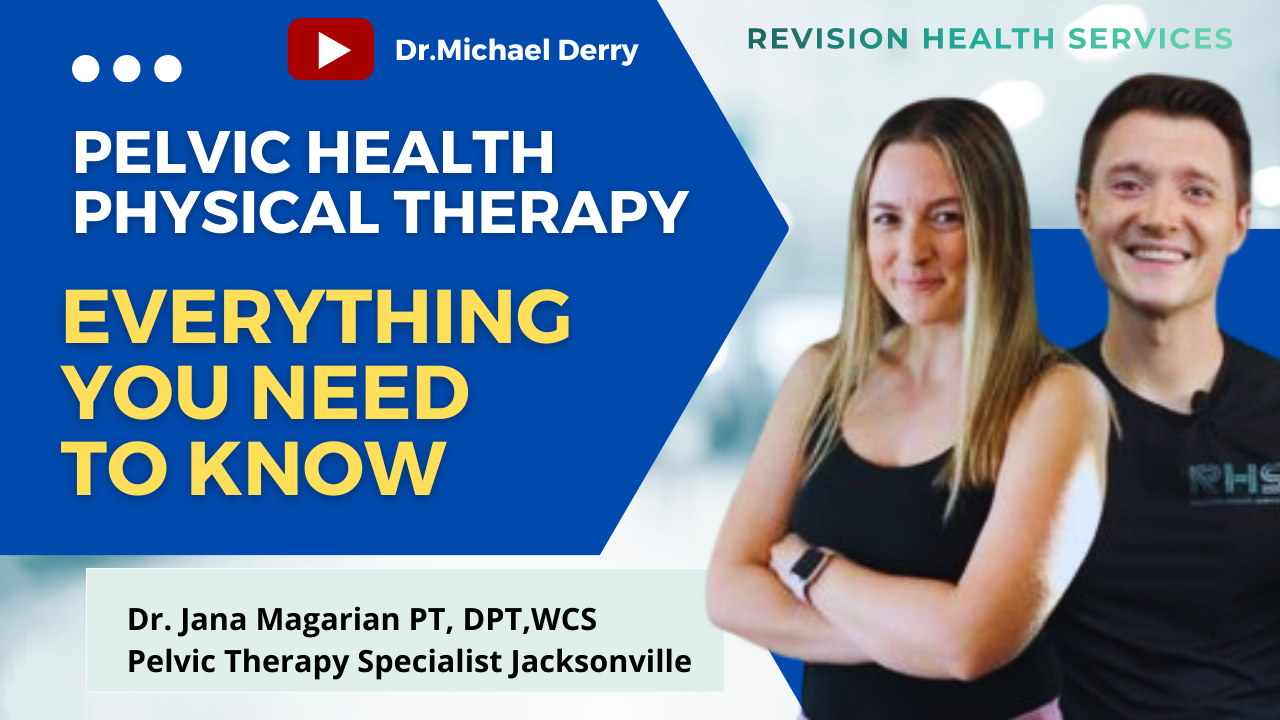 Dr.Michael Derry
REVISION HEALTH SERVICES
PELVIC HEALTH
PHYSICAL THERAPY
EVERYTHING
YOU NEED
TO KNOW
RHS
Dr. Jana Magarian PT, DPT,WCS
Pelvic Therapy Specialist Jacksonville